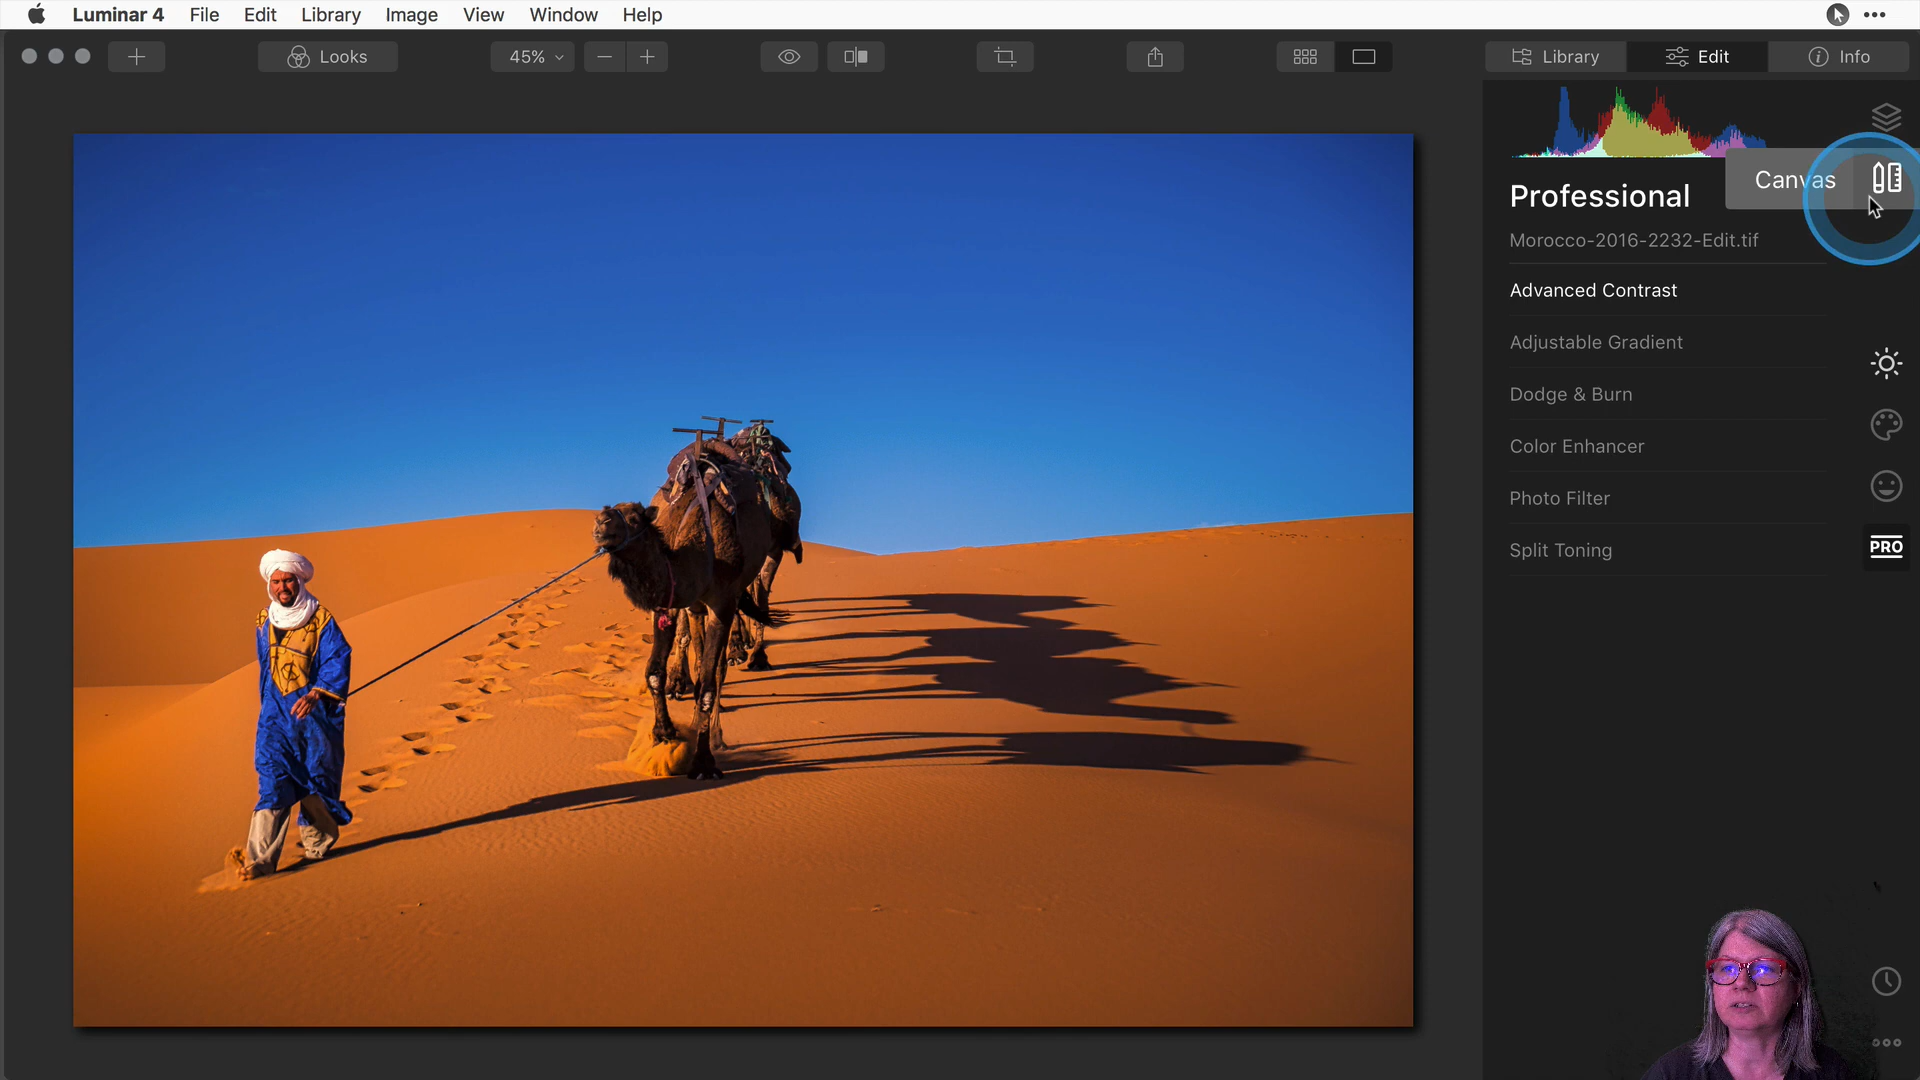 Luminar 4 File Edit Library Image View Window Help
Looks 45% Library Edit Info
Canvas
Professional
Morocco-2016-2232-Edit.tif
Advanced Contrast
Adjustable Gradient
Dodge & Burn
Color Enhancer
Photo Filter
Split Toning
PRO